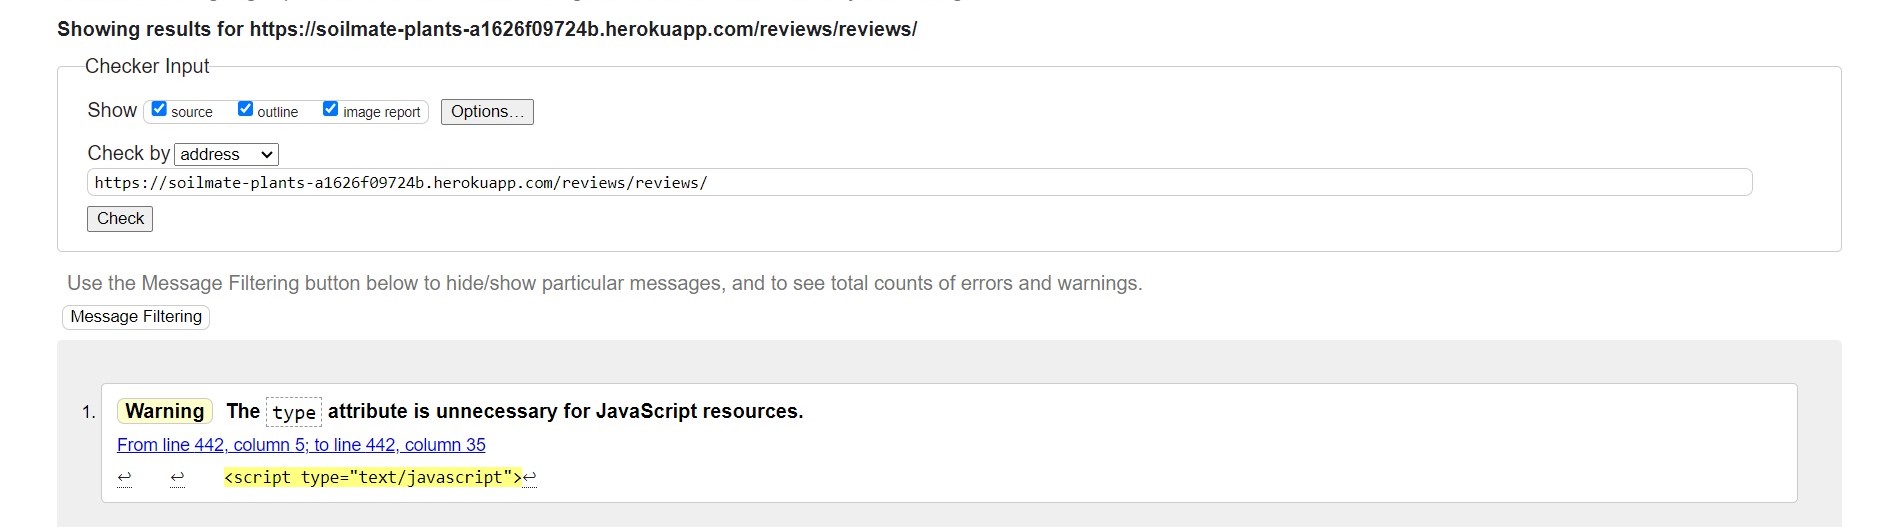 Showing results for https://soilmate-plants-a1626f09724b.herokuapp.com/reviews/reviews/
Checker Input
Show source outline image report Options...
Check by address
https://soilmate-plants-a1626f09724b.herokuapp.com/reviews/reviews/
Check
Use the Message Filtering button below to hide/show particular messages, and to see total counts of errors and warnings.
Message Filtering
1. Warning The type attribute is unnecessary for JavaScript resources.
From line 442, column 5; to line 442, column 35
↩ ↩ <script type="text/javascript">↩